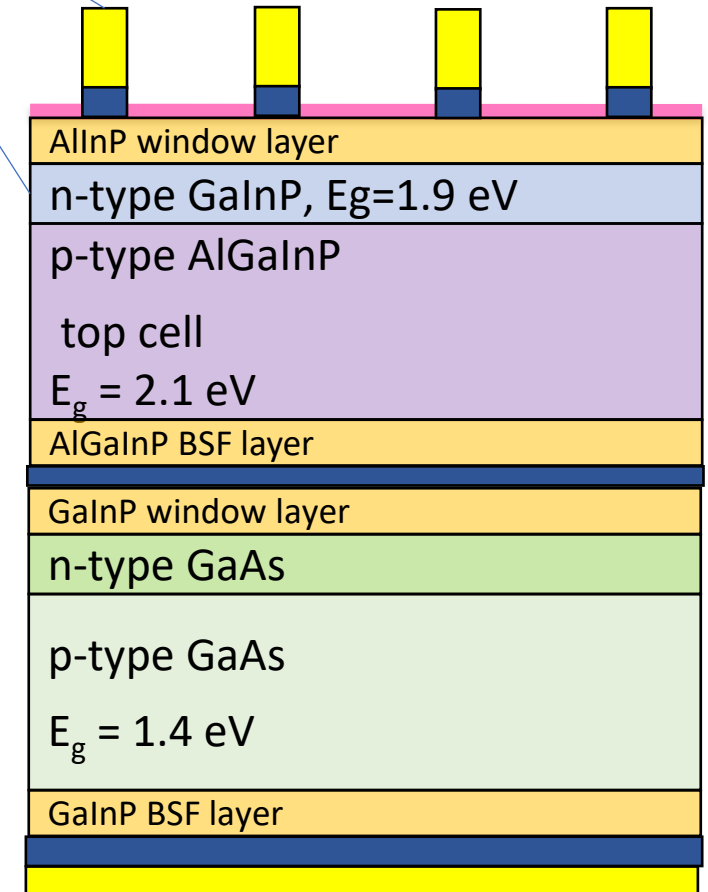 AlInP window layer
n-type GaInP, Eg=1.9 eV
p-type AlGaInP
top cell
Eg = 2.1 eV
AlGaInP BSF layer
GaInP window layer
n-type GaAs
p-type GaAs
Eg = 1.4 eV
GaInP BSF layer